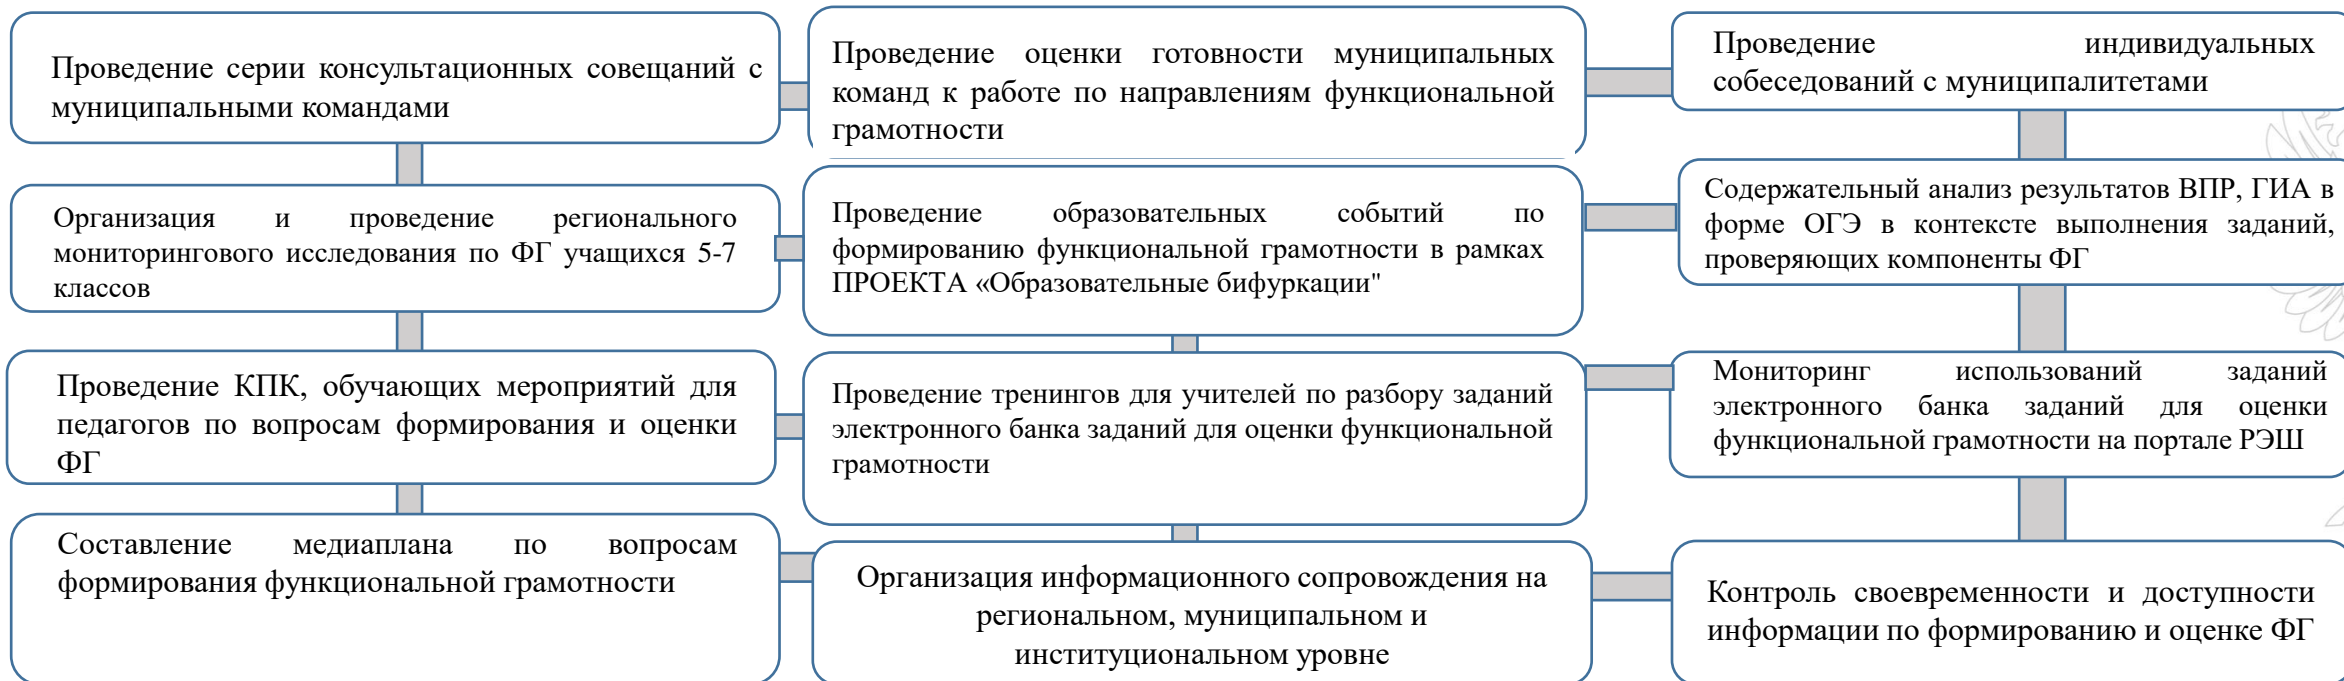 Проведение серии консультационных совещаний с
муниципальными командами
Проведение оценки готовности муниципальных
команд к работе по направлениям функциональной
грамотности
Проведение индивидуальных
собеседований с муниципалитетами
Организация и проведение регионального
мониторингового исследования по ФГ учащихся 5-7
классов
Проведение образовательных событий по
формированию функциональной грамотности в рамках
ПРОЕКТА «Образовательные бифуркации"
Содержательный анализ результатов ВПР, ГИА в
форме ОГЭ в контексте выполнения заданий,
проверяющих компоненты ФГ
Проведение КПК, обучающих мероприятий для
педагогов по вопросам формирования и оценки
ФГ
Проведение тренингов для учителей по разбору заданий
электронного банка заданий для оценки функциональной
грамотности
Мониторинг использований заданий
электронного банка заданий для оценки
функциональной грамотности на портале РЭШ
Составление медиаплана по вопросам
формирования функциональной грамотности
Организация информационного сопровождения на
региональном, муниципальном и
институциональном уровне
Контроль своевременности и доступности
информации по формированию и оценке ФГ